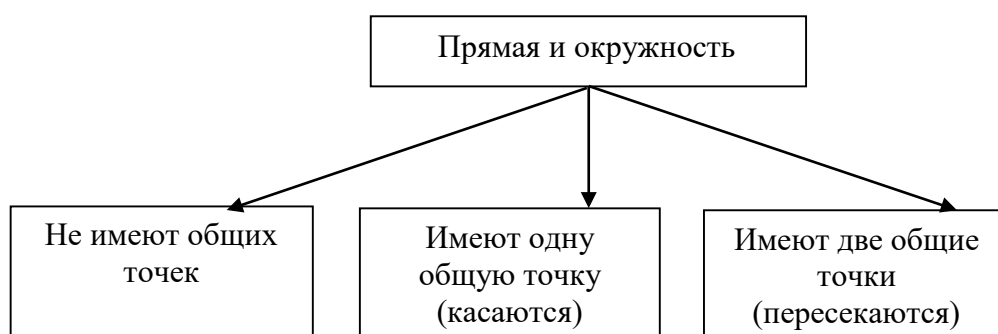 Прямая и окружность
Не имеют общих
точек
Имеют одну
общую точку
(касаются)
Имеют две общие
точки
(пересекаются)